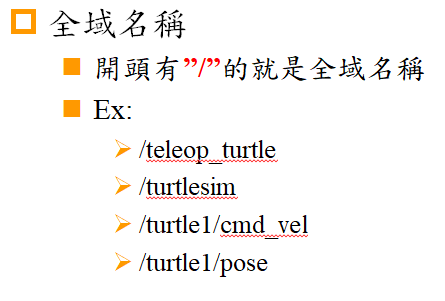 全域名稱
開頭有”/”的就是全域名稱
Ex:
/teleop_turtle
/turtlesim
/turtle1/cmd_vel
/turtle1/pose